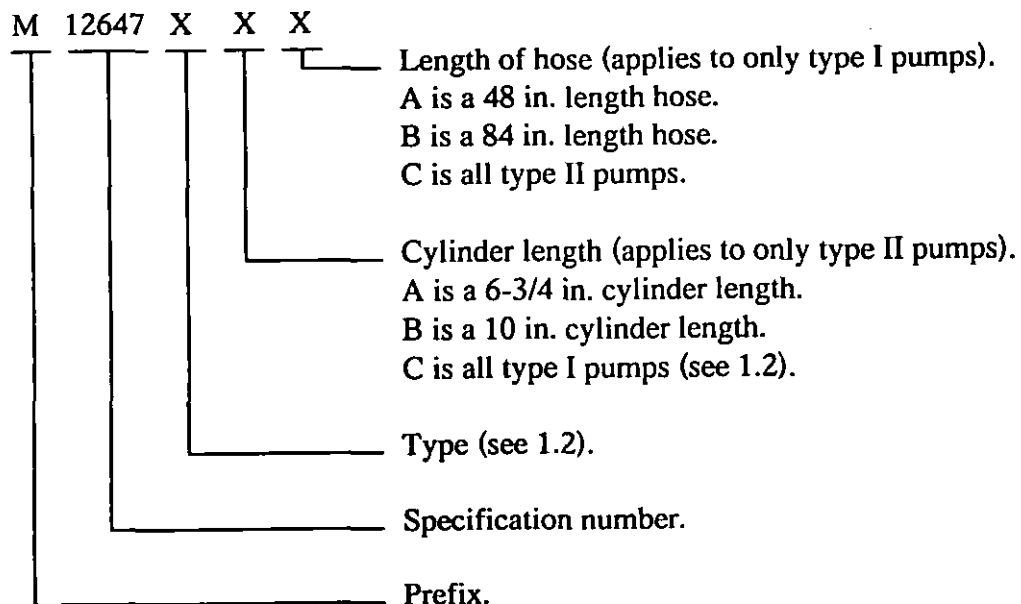 M 12647 X X X
Length of hose (applies to only type I pumps).
A is a 48 in. length hose.
B is a 84 in. length hose.
C is all type II pumps.
Cylinder length (applies to only type II pumps).
A is a 6-3/4 in. cylinder length.
B is a 10 in. cylinder length.
C is all type I pumps (see 1.2).
Type (see 1.2).
Specification number.
Prefix.